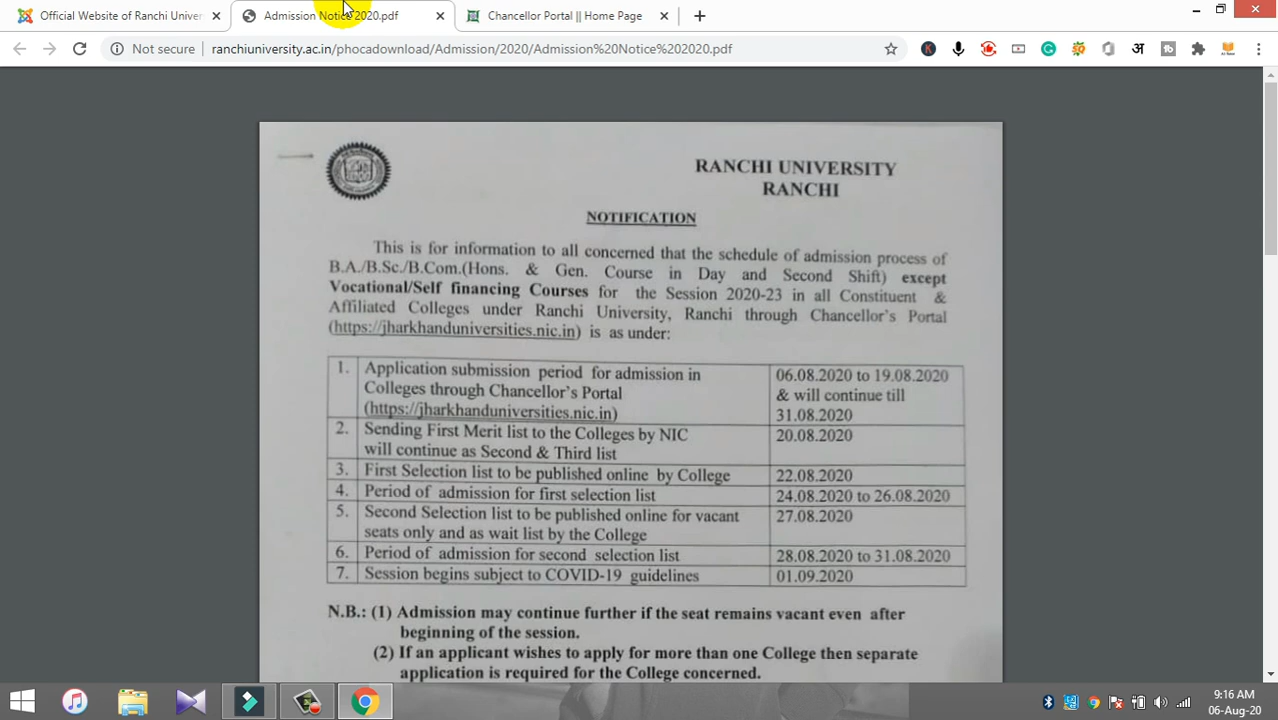 Official Website of Ranchi Univer
Admission Notice 2020.pdf
Chancellor Portal || Home Page
Not secure
ranchiuniversity.ac.in/phocadownload/Admission/2020/Admission%20Notice%202020.pdf
RANCHI UNIVERSITY
RANCHI
NOTIFICATION
This is for information to all concerned that the schedule of admission process of
B.A./B.Sc./B.Com.(Hons. & Gen. Course in Day and Second Shift) except
Vocational/Self financing Courses for the Session 2020-23 in all Constituent &
Affiliated Colleges under Ranchi University, Ranchi through Chancellor's Portal
(https://jharkhanduniversities.nic.in) is as under:
1. Application submission period for admission in 06.08.2020 to 19.08.2020
Colleges through Chancellor's Portal & will continue till
(https://jharkhanduniversities.nic.in) 31.08.2020
2. Sending First Merit list to the Colleges by NIC 20.08.2020
will continue as Second & Third list
3. First Selection list to be published online by College 22.08.2020
4. Period of admission for first selection list 24.08.2020 to 26.08.2020
5. Second Selection list to be published online for vacant 27.08.2020
seats only and as wait list by the College
6. Period of admission for second selection list 28.08.2020 to 31.08.2020
7. Session begins subject to COVID-19 guidelines 01.09.2020
N.B.: (1) Admission may continue further if the seat remains vacant even after
beginning of the session.
(2) If an applicant wishes to apply for more than one College then separate
application is required for the College concerned.
9:16 AM
06-Aug-20